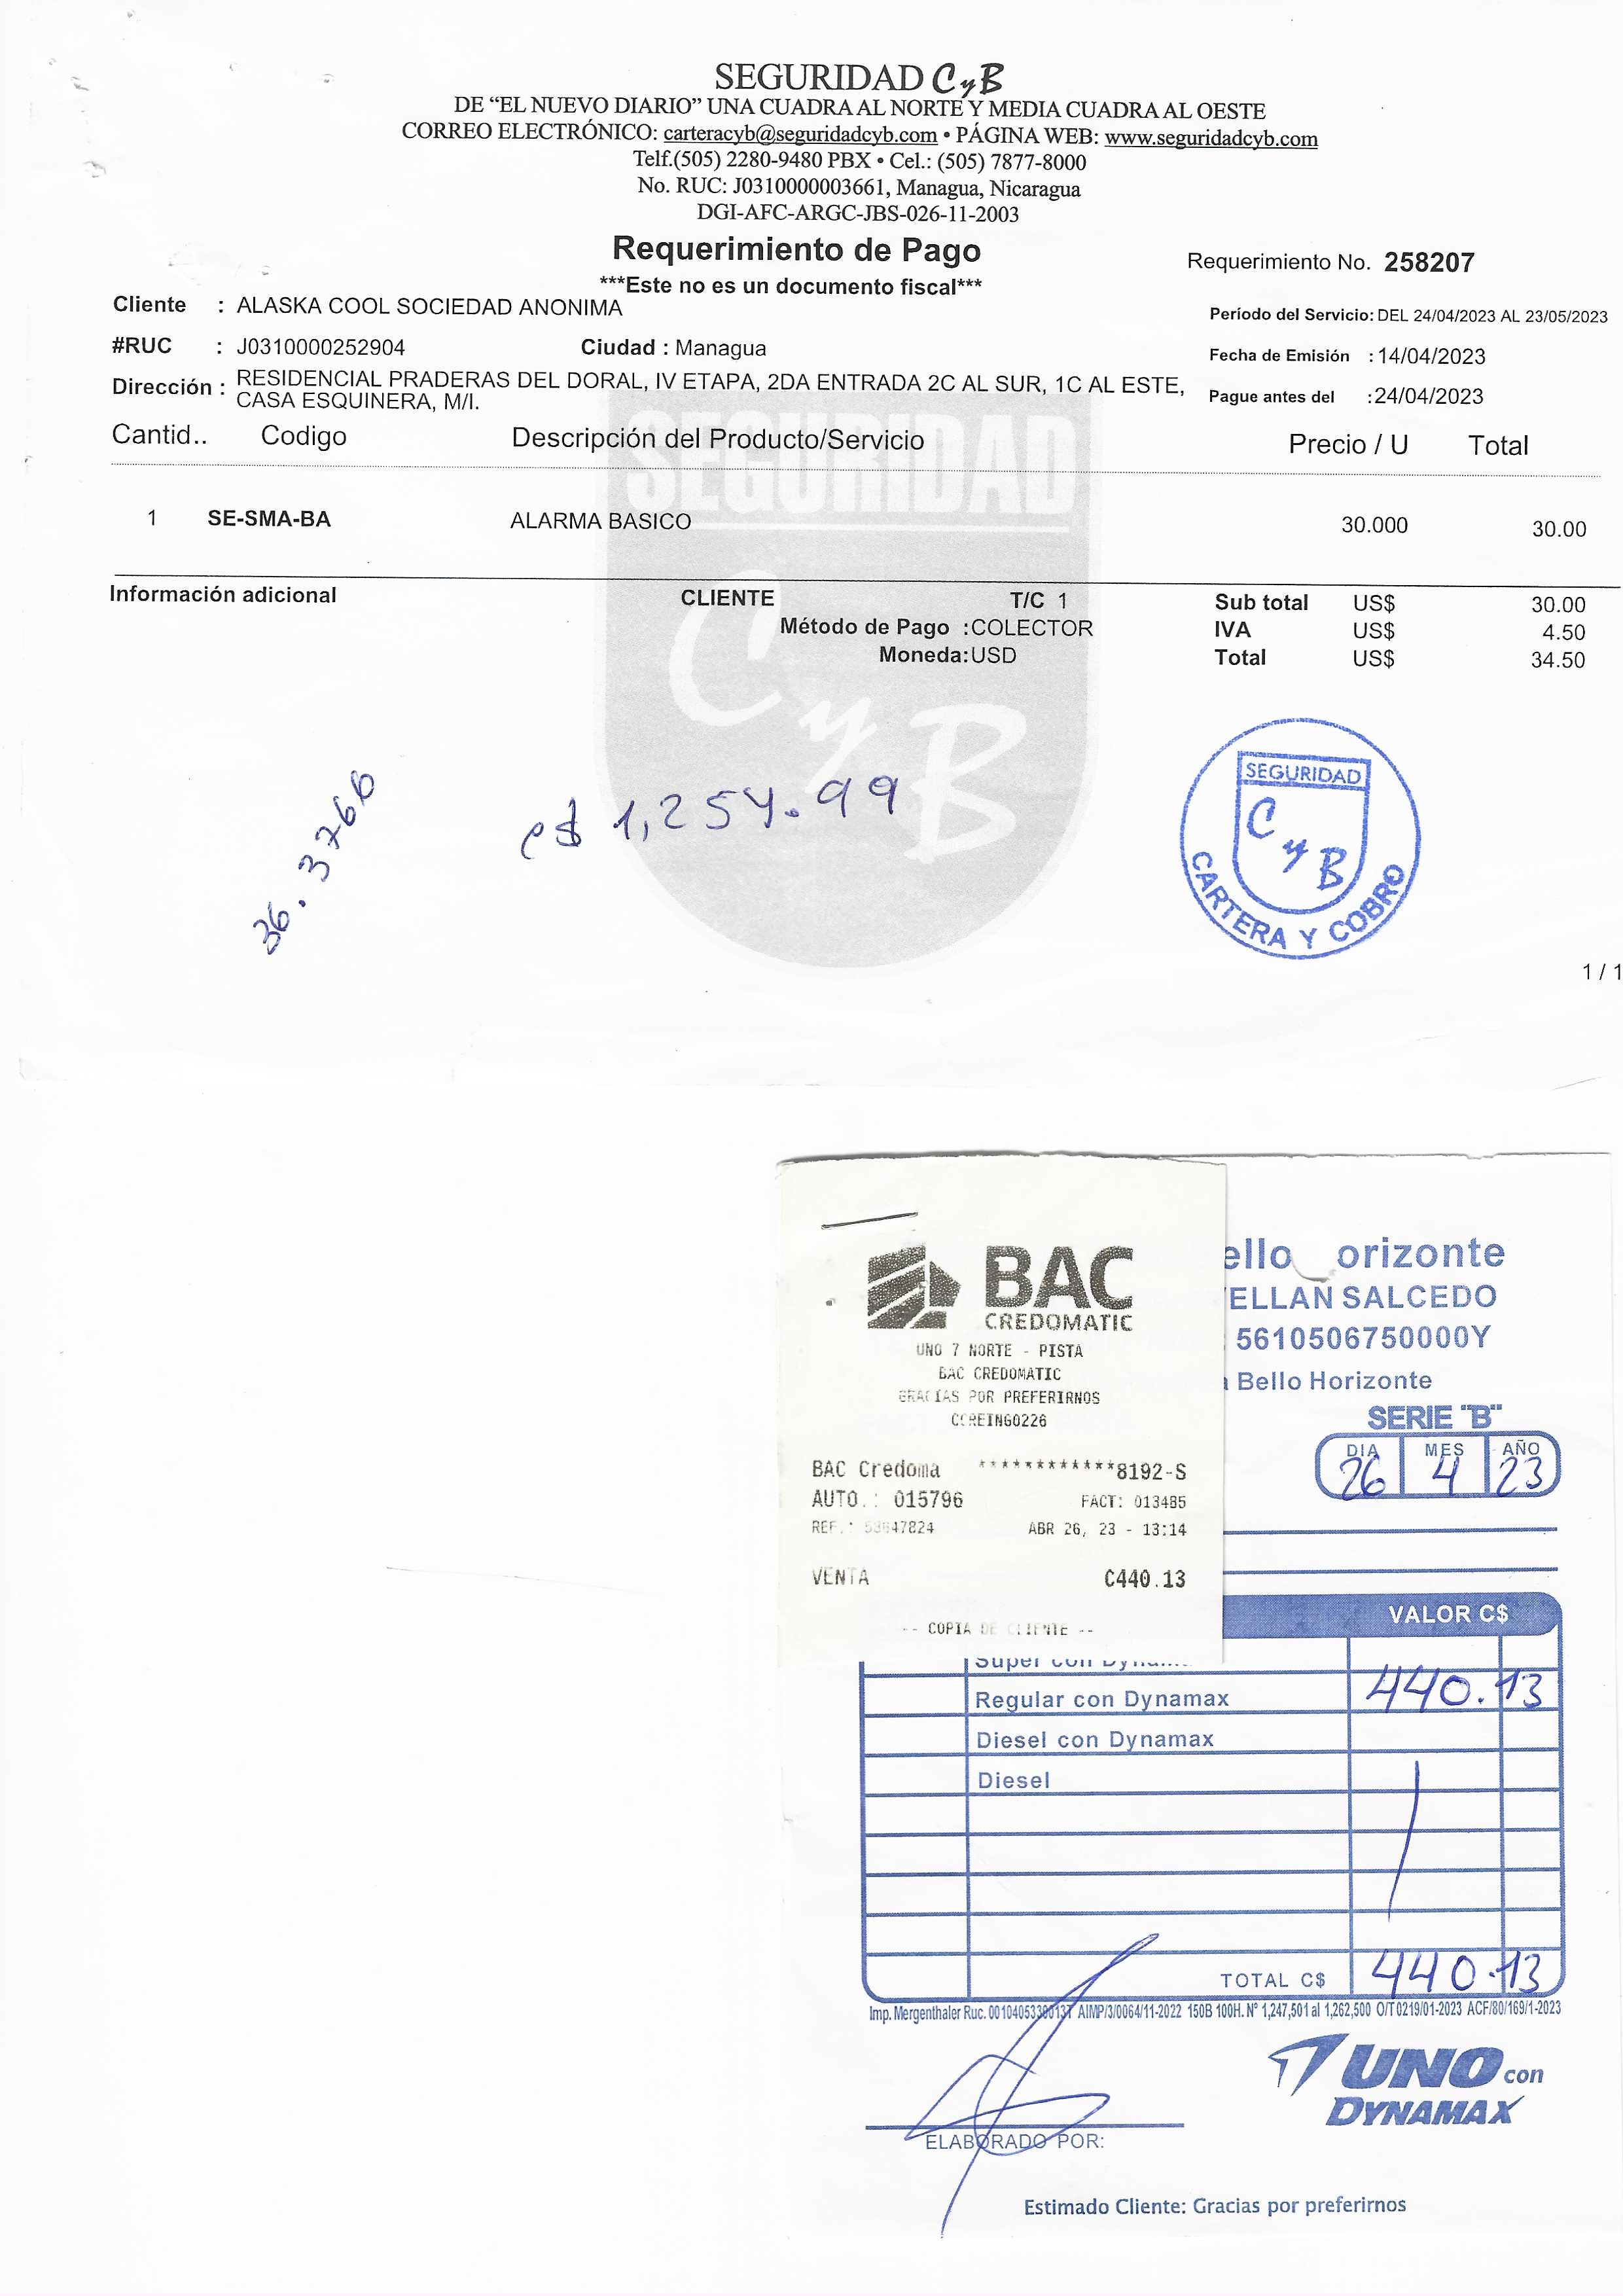 SEGURIDAD CyB
DE “EL NUEVO DIARIO” UNA CUADRA AL NORTE Y MEDIA CUADRA AL OESTE
CORREO ELECTRÓNICO: carteracyb@seguridadcyb.com • PÁGINA WEB: www.seguridadcyb.com
Telf.(505) 2280-9480 PBX • Cel.: (505) 7877-8000
No. RUC: J0310000003661, Managua, Nicaragua
DGI-AFC-ARGC-JBS-026-11-2003
Requerimiento de Pago
Requerimiento No. 258207
***Este no es un documento fiscal***
Cliente : ALASKA COOL SOCIEDAD ANONIMA
Período del Servicio: DEL 24/04/2023 AL 23/05/2023
#RUC : J0310000252904 Ciudad : Managua
Fecha de Emisión : 14/04/2023
Dirección : RESIDENCIAL PRADERAS DEL DORAL, IV ETAPA, 2DA ENTRADA 2C AL SUR, 1C AL ESTE,
CASA ESQUINERA, M/I.
Pague antes del : 24/04/2023
Cantid.. Codigo Descripción del Producto/Servicio Precio / U Total
SEGURIDAD
1 SE-SMA-BA ALARMA BASICO 30.000 30.00
Información adicional CLIENTE T/C 1 Sub total US$ 30.00
Método de Pago :COLECTOR IVA US$ 4.50
Moneda:USD Total US$ 34.50
CyB
36.3766
C$ 1,254.99
SEGURIDAD
CyB
CARTERA Y COBRO
1 / 1
BAC
CREDOMATIC
UNO 7 NORTE - PISTA
BAC CREDOMATIC
GRACIAS POR PREFERIRNOS
BAC Credoma ************8192-S
AUTO.: 015796 FACT: 013485
REF.: ABR 26, 23 - 13:14
VENTA C440.13
-- COPIA DE CLIENTE --
ello orizonte
ELLAN SALCEDO
5610506750000Y
Bello Horizonte
SERIE "B"
DIA MES AÑO
26 4 23
VALOR C$
Super con
Regular con Dynamax 440.13
Diesel con Dynamax
Diesel
TOTAL C$ 440.13
Imp. Mergenthaler Ruc. AIMP/3/0064/11-2022 150B 100H. N° 1,247,501 al 1,262,500 O/T 0219/01-2023 ACF/80/169/1-2023
UNO con
DYNAMAX
ELABORADO POR:
Estimado Cliente: Gracias por preferirnos